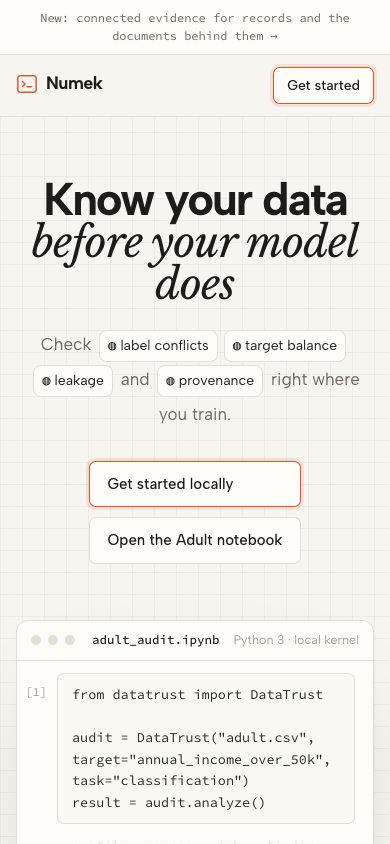 New: connected evidence for records and the
documents behind them →
Numek
Get started
Know your data
before your model
does
Check label conflicts target balance
leakage and provenance right where
you train.
Get started locally
Open the Adult notebook
adult_audit.ipynb Python 3 · local kernel
[1] from datatrust import DataTrust
audit = DataTrust("adult.csv",
target="annual_income_over_50k",
task="classification")
result = audit.analyze()